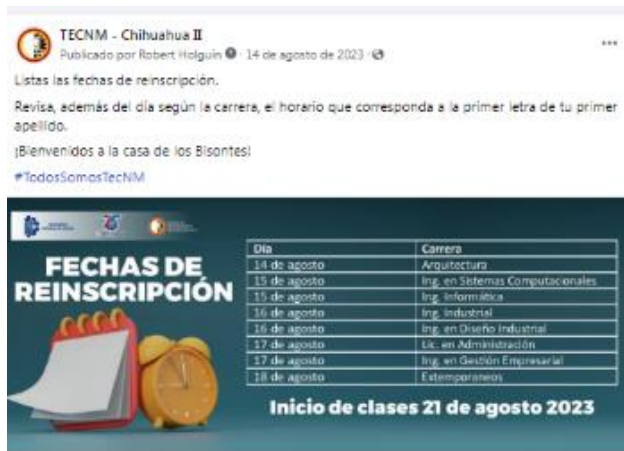 TECNM - Chihuahua II
Publicado por Robert Holguin · 14 de agosto de 2023 ·
Listas las fechas de reinscripción.
Revisa, además del día según la carrera, el horario que corresponda a la primer letra de tu primer
apellido.
¡Bienvenidos a la casa de los Bisontes!
#TodosSomosTecNM
FECHAS DE
REINSCRIPCIÓN
Día Carrera
14 de agosto Arquitectura
15 de agosto Ing. en Sistemas Computacionales
15 de agosto Ing. Informática
16 de agosto Ing. Industrial
16 de agosto Ing. en Diseño Industrial
17 de agosto Lic. en Administración
17 de agosto Ing. en Gestión Empresarial
18 de agosto Extemporaneos
Inicio de clases 21 de agosto 2023